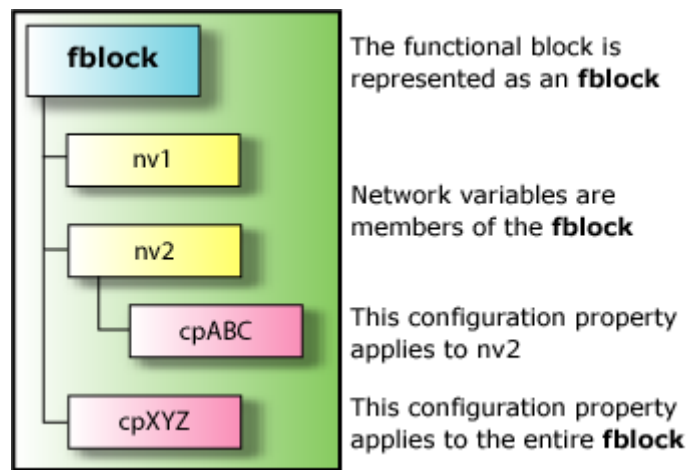 fblock
The functional block is
represented as an fblock
nv1
Network variables are
members of the fblock
nv2
cpABC
This configuration property
applies to nv2
cpXYZ
This configuration property
applies to the entire fblock